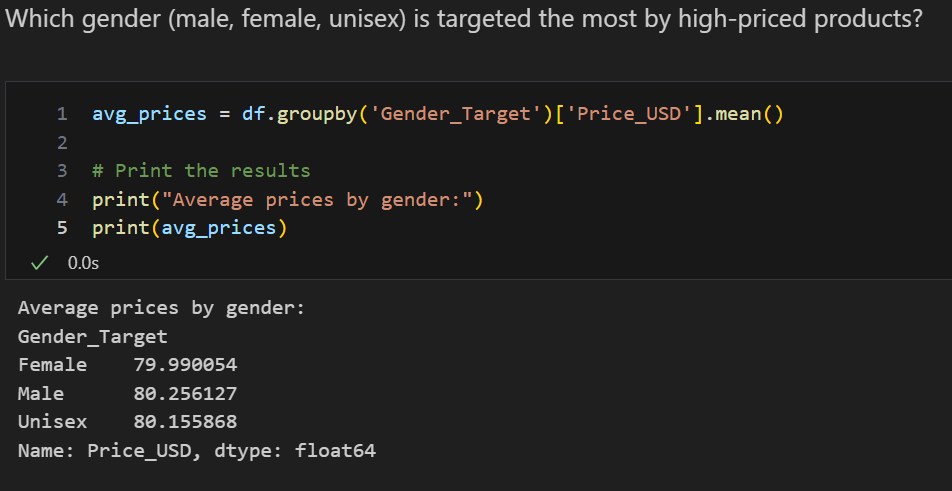 Which gender (male, female, unisex) is targeted the most by high-priced products?
1 avg_prices = df.groupby('Gender_Target')['Price_USD'].mean()
2
3 # Print the results
4 print("Average prices by gender:")
5 print(avg_prices)
0.0s
Average prices by gender:
Gender_Target
Female    79.990054
Male      80.256127
Unisex    80.155868
Name: Price_USD, dtype: float64